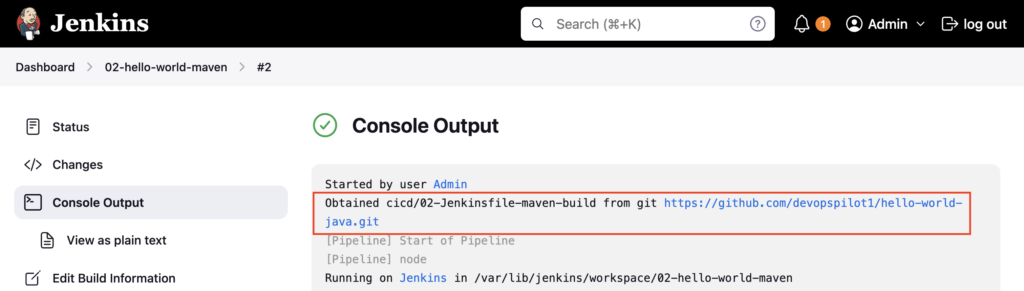 Jenkins
Search (⌘+K)
1
Admin
log out
Dashboard
02-hello-world-maven
#2
Status
Changes
Console Output
View as plain text
Edit Build Information
Console Output
Started by user Admin
Obtained cicd/02-Jenkinsfile-maven-build from git https://github.com/devopspilot1/hello-world-
java.git
[Pipeline] Start of Pipeline
[Pipeline] node
Running on Jenkins in /var/lib/jenkins/workspace/02-hello-world-maven